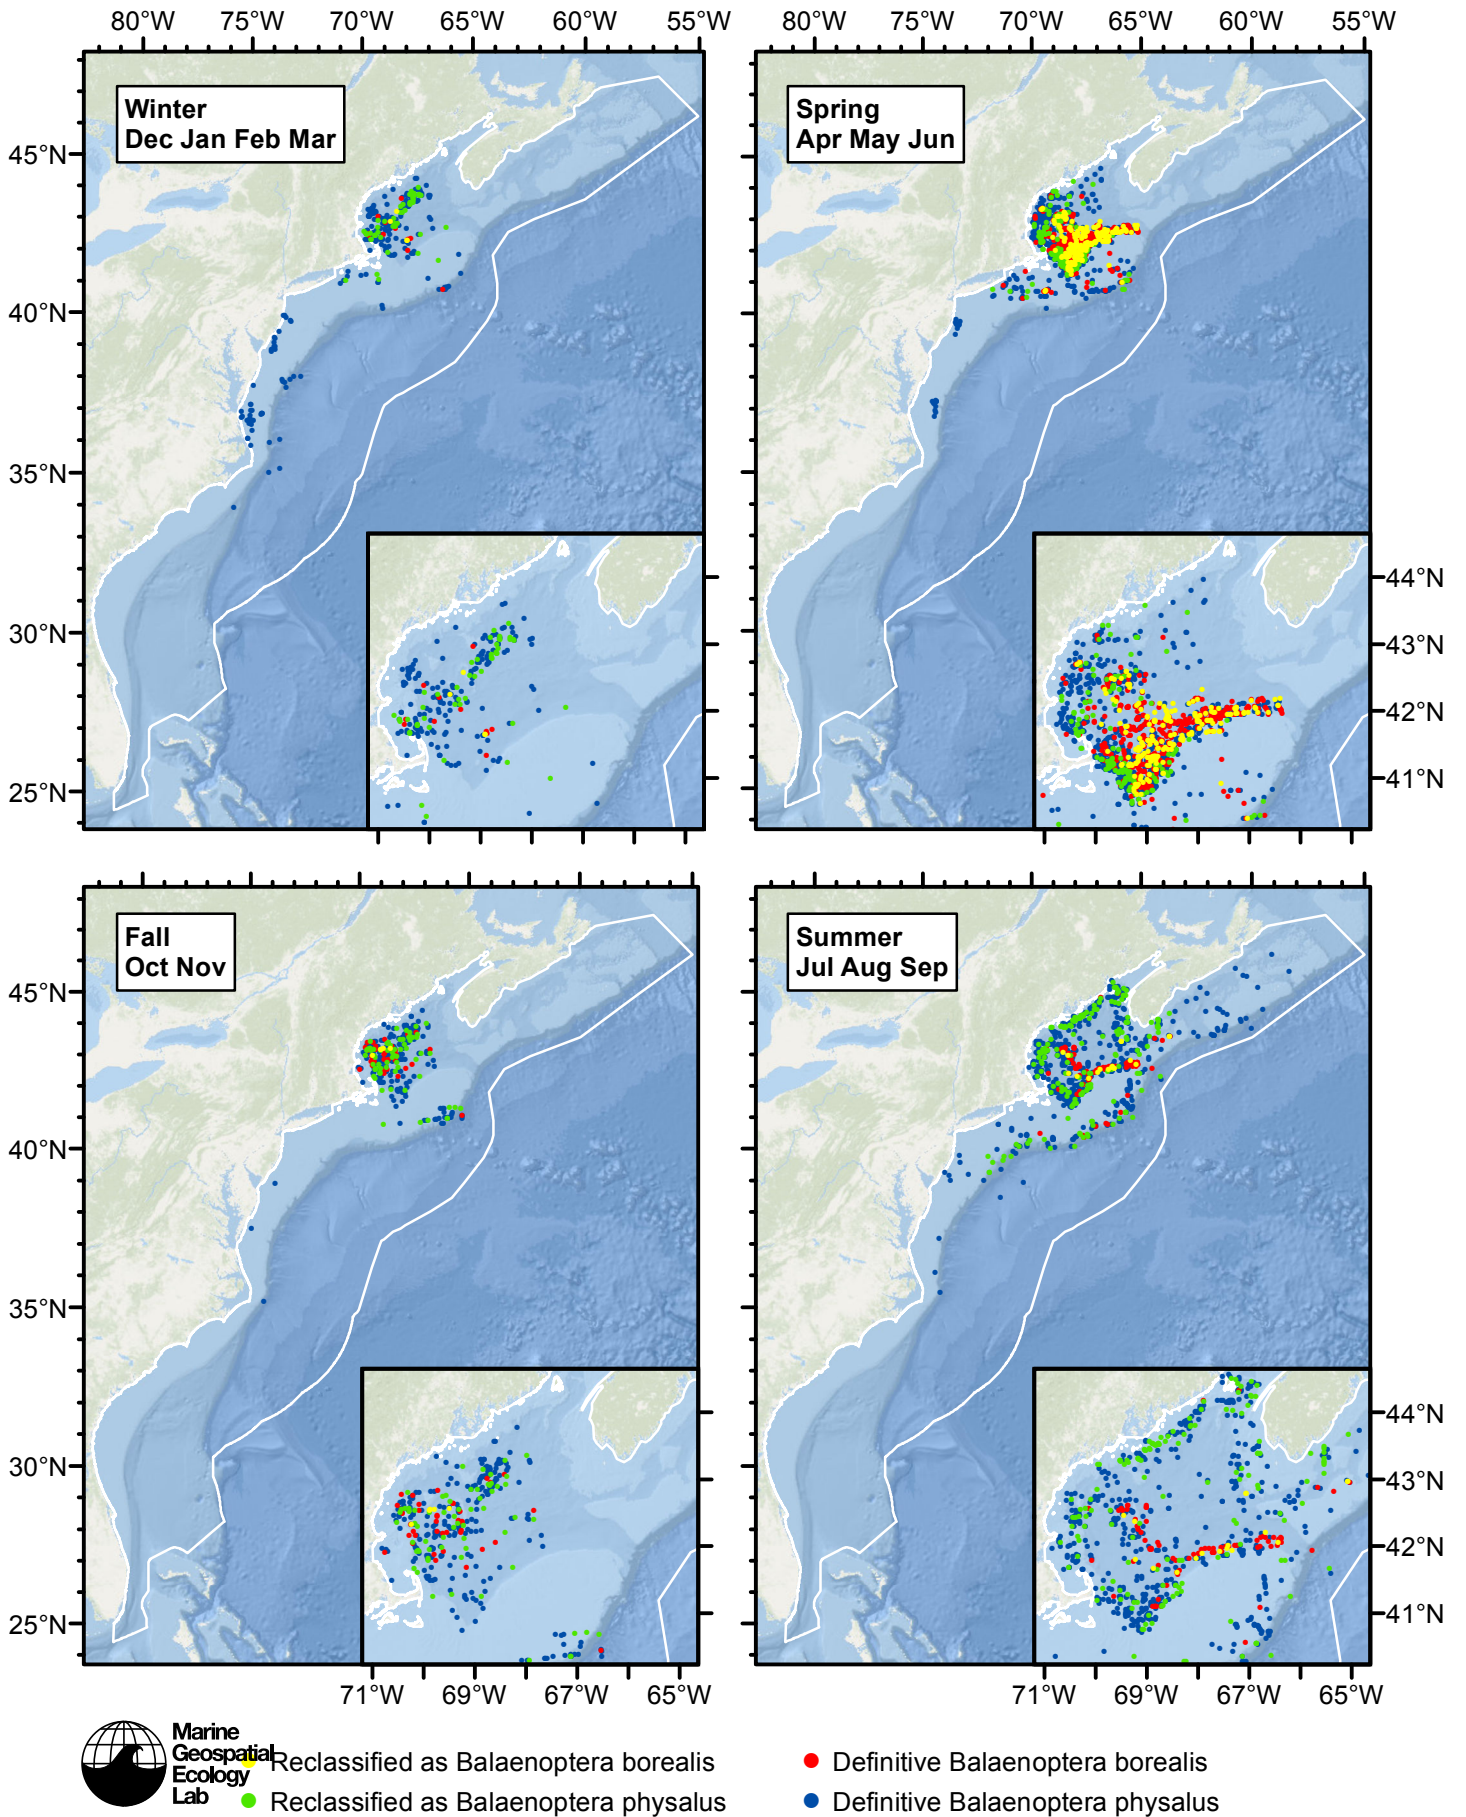 80°W 75°W 70°W 65°W 60°W 55°W
80°W 75°W 70°W 65°W 60°W 55°W
Winter
Dec Jan Feb Mar
Spring
Apr May Jun
45°N
40°N
35°N
30°N
25°N
44°N
43°N
42°N
41°N
Fall
Oct Nov
Summer
Jul Aug Sep
45°N
40°N
35°N
30°N
25°N
44°N
43°N
42°N
41°N
71°W 69°W 67°W 65°W
71°W 69°W 67°W 65°W
Marine
Geospatial
Ecology
Lab
Reclassified as Balaenoptera borealis
Reclassified as Balaenoptera physalus
Definitive Balaenoptera borealis
Definitive Balaenoptera physalus